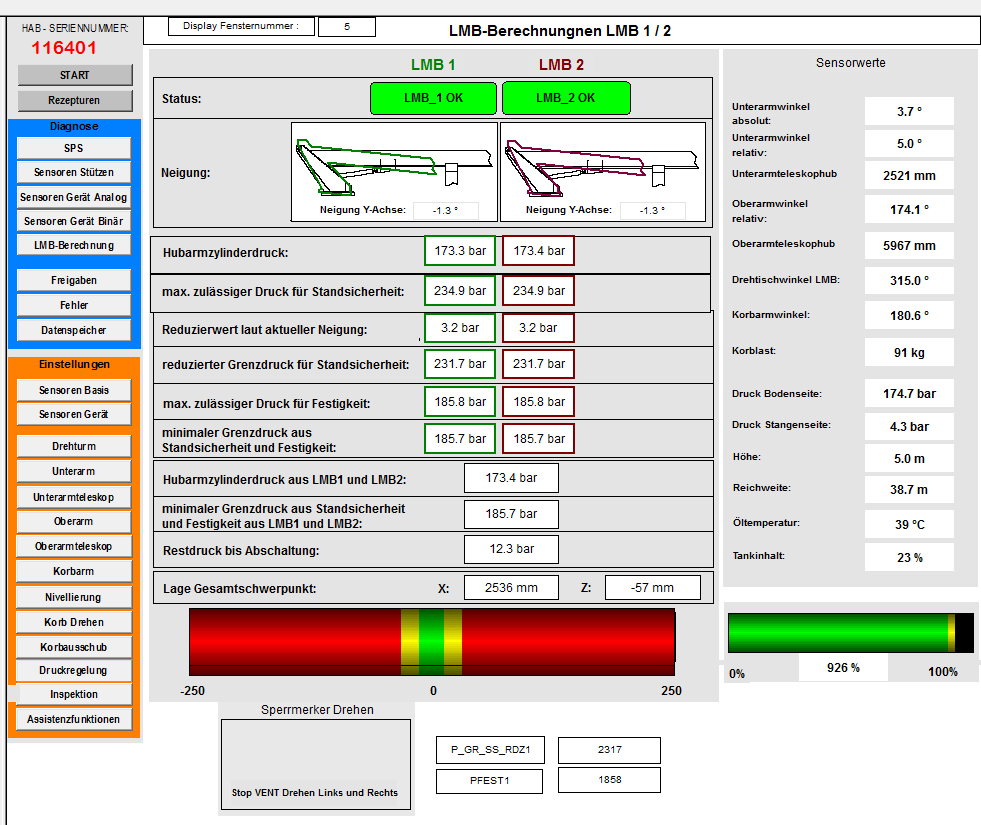 HAB - SERIENNUMMER:
116401
START
Rezepturen
Diagnose
SPS
Sensoren Stützen
Sensoren Gerät Analog
Sensoren Gerät Binär
LMB-Berechnung
Freigaben
Fehler
Datenspeicher
Einstellungen
Sensoren Basis
Sensoren Gerät
Drehturm
Unterarm
Unterarmteleskop
Oberarm
Oberarmteleskop
Korbarm
Nivellierung
Korb Drehen
Korbausschub
Druckregelung
Inspektion
Assistenzfunktionen
Display Fensternummer : 5
LMB-Berechnungnen LMB 1 / 2
LMB 1 LMB 2
Status: LMB_1 OK LMB_2 OK
Neigung:
Neigung Y-Achse: -1.3 ° Neigung Y-Achse: -1.3 °
Hubarmzylinderdruck: 173.3 bar 173.4 bar
max. zulässiger Druck für Standsicherheit: 234.9 bar 234.9 bar
Reduzierwert laut aktueller Neigung: 3.2 bar 3.2 bar
reduzierter Grenzdruck für Standsicherheit: 231.7 bar 231.7 bar
max. zulässiger Druck für Festigkeit: 185.8 bar 185.8 bar
minimaler Grenzdruck aus
Standsicherheit und Festigkeit: 185.7 bar 185.7 bar
Hubarmzylinderdruck aus LMB1 und LMB2: 173.4 bar
minimaler Grenzdruck aus Standsicherheit
und Festigkeit aus LMB1 und LMB2: 185.7 bar
Restdruck bis Abschaltung: 12.3 bar
Lage Gesamtschwerpunkt: X: 2536 mm Z: -57 mm
-250 0 250
Sperrmerker Drehen
Stop VENT Drehen Links und Rechts
P_GR_SS_RDZ1 2317
PFEST1 1858
Sensorwerte
Unterarmwinkel
absolut: 3.7 °
Unterarmwinkel
relativ: 5.0 °
Unterarmteleskophub 2521 mm
Oberarmwinkel
relativ: 174.1 °
Oberarmteleskophub 5967 mm
Drehtischwinkel LMB: 315.0 °
Korbarmwinkel: 180.6 °
Korblast: 91 kg
Druck Bodenseite: 174.7 bar
Druck Stangenseite: 4.3 bar
Höhe: 5.0 m
Reichweite: 38.7 m
Öltemperatur: 39 °C
Tankinhalt: 23 %
0% 926 % 100%